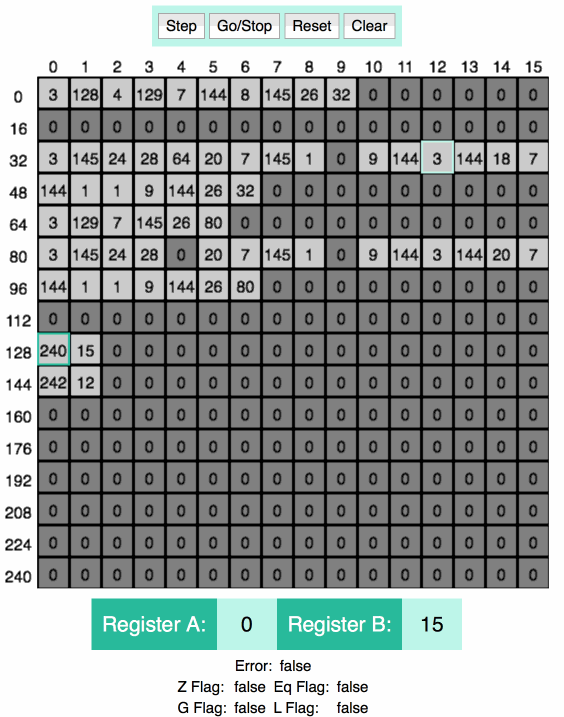 Step Go/Stop Reset Clear
0 1 2 3 4 5 6 7 8 9 10 11 12 13 14 15
0 3 128 4 129 7 144 8 145 26 32 0 0 0 0 0 0
16 0 0 0 0 0 0 0 0 0 0 0 0 0 0 0 0
32 3 145 24 28 64 20 7 145 1 0 9 144 3 144 18 7
48 144 1 1 9 144 26 32 0 0 0 0 0 0 0 0 0
64 3 129 7 145 26 80 0 0 0 0 0 0 0 0 0 0
80 3 145 24 28 0 20 7 145 1 0 9 144 3 144 20 7
96 144 1 1 9 144 26 80 0 0 0 0 0 0 0 0 0
112 0 0 0 0 0 0 0 0 0 0 0 0 0 0 0 0
128 240 15 0 0 0 0 0 0 0 0 0 0 0 0 0 0
144 242 12 0 0 0 0 0 0 0 0 0 0 0 0 0 0
160 0 0 0 0 0 0 0 0 0 0 0 0 0 0 0 0
176 0 0 0 0 0 0 0 0 0 0 0 0 0 0 0 0
192 0 0 0 0 0 0 0 0 0 0 0 0 0 0 0 0
208 0 0 0 0 0 0 0 0 0 0 0 0 0 0 0 0
224 0 0 0 0 0 0 0 0 0 0 0 0 0 0 0 0
240 0 0 0 0 0 0 0 0 0 0 0 0 0 0 0 0
Register A: 0 Register B: 15
Error: false
Z Flag: false Eq Flag: false
G Flag: false L Flag: false